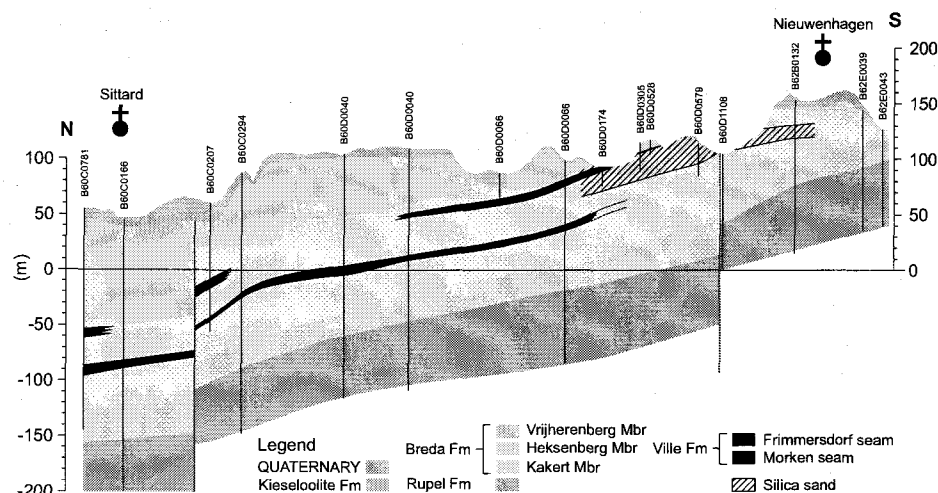 Nieuwenhagen
S
Sittard
N
B60C0781
B60C0166
B60C0207
B60C0294
B60D0040
B60D0040
B60D0066
B60D0086
B60D0174
B60D0305
B60D0528
B60D0579
B60D1108
B62B0132
B62E0039
B62E0043
200
150
100
50
0
100
50
0
-50
-100
-150
-200
(m)
Legend
QUATERNARY
Kieseloolite Fm
Breda Fm
Vrijherenberg Mbr
Heksenberg Mbr
Kakert Mbr
Rupel Fm
Ville Fm
Frimmersdorf seam
Morken seam
Silica sand